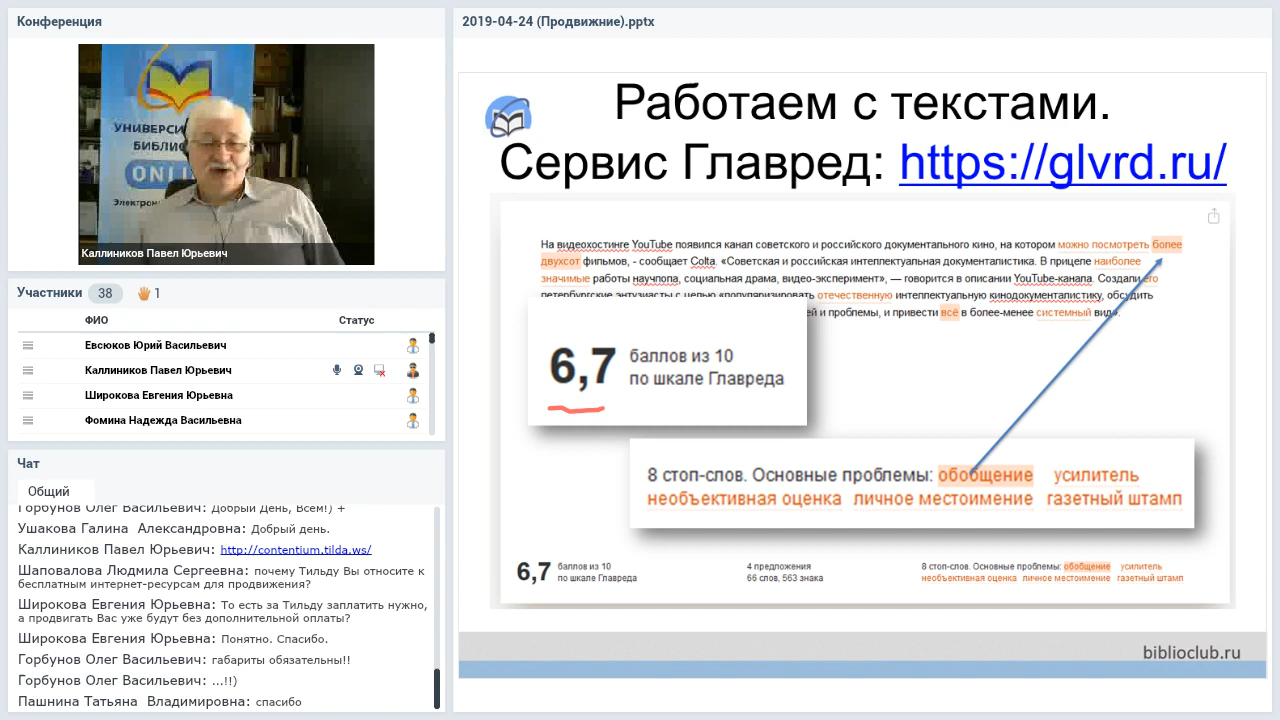 Конференция
УНИВЕРСИ
БИБЛИО
Каллиников Павел Юрьевич
Участники 38 1
ФИО Статус
Евсюков Юрий Васильевич
Каллиников Павел Юрьевич
Широкова Евгения Юрьевна
Фомина Надежда Васильевна
Чат
Общий
Горбунов Олег Васильевич: Добрый День, Всем!) +
Ушакова Галина Александровна: Добрый день.
Каллиников Павел Юрьевич: http://contentium.tilda.ws/
Шаповалова Людмила Сергеевна: почему Тильду Вы относите к
бесплатным интернет-ресурсам для продвижения?
Широкова Евгения Юрьевна: То есть за Тильду заплатить нужно,
а продвигать Вас уже будут без дополнительной оплаты?
Широкова Евгения Юрьевна: Понятно. Спасибо.
Горбунов Олег Васильевич: габариты обязательны!!
Горбунов Олег Васильевич: ...!!)
Пашнина Татьяна Владимировна: спасибо
2019-04-24 (Продвижние).pptx
Работаем с текстами.
Сервис Главред: https://glvrd.ru/
На видеохостинге YouTube появился канал советского и российского документального кино, на котором можно посмотреть более
двухсот фильмов, - сообщает Colta. «Советская и российская интеллектуальная документалистика. В прицеле наиболее
значимые работы научпопа, социальная драма, видео-эксперимент», — говорится в описании YouTube-канала. Создали его
петербургские энтузиасты с целью «популяризировать отечественную интеллектуальную кинодокументалистику, обсудить
ей и проблемы, и привести всё в более-менее системный вид».
6,7 баллов из 10
по шкале Главреда
8 стоп-слов. Основные проблемы: обобщение усилитель
необъективная оценка личное местоимение газетный штамп
6,7 баллов из 10
по шкале Главреда
4 предложения
66 слов, 563 знака
8 стоп-слов. Основные проблемы: обобщение усилитель
необъективная оценка личное местоимение газетный штамп
biblioclub.ru